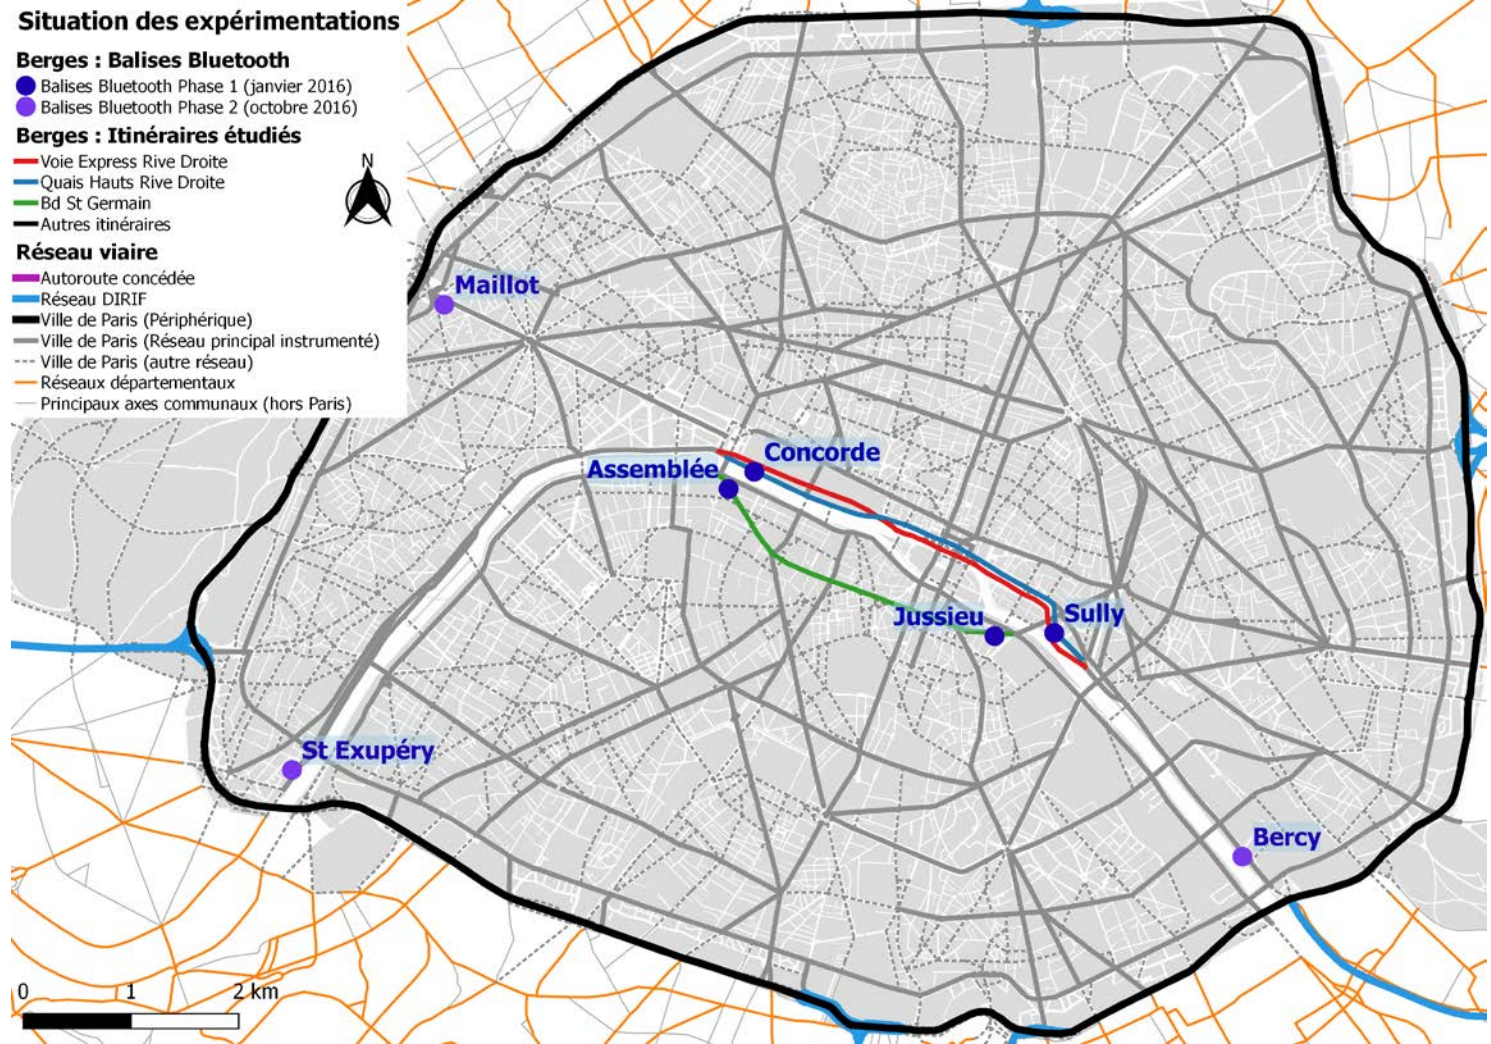 Situation des expérimentations
Berges : Balises Bluetooth
Balises Bluetooth Phase 1 (janvier 2016)
Balises Bluetooth Phase 2 (octobre 2016)
Berges : Itinéraires étudiés
Voie Express Rive Droite
Quais Hauts Rive Droite
Bd St Germain
Autres itinéraires
N
Réseau viaire
Autoroute concédée
Réseau DIRIF
Ville de Paris (Périphérique)
Ville de Paris (Réseau principal instrumenté)
Ville de Paris (autre réseau)
Réseaux départementaux
Principaux axes communaux (hors Paris)
Maillot
Concorde
Assemblée
Jussieu
Sully
St Exupéry
Bercy
0 1 2 km